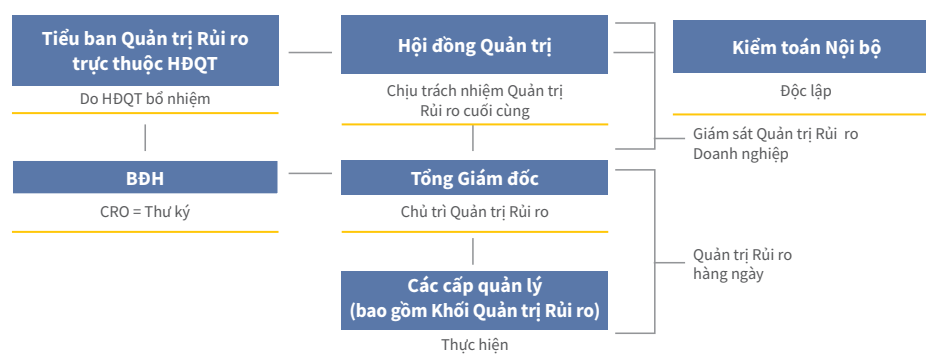 Tiểu ban Quản trị Rủi ro
trực thuộc HĐQT
Do HĐQT bổ nhiệm
Hội đồng Quản trị
Chịu trách nhiệm Quản trị
Rủi ro cuối cùng
Kiểm toán Nội bộ
Độc lập
Giám sát Quản trị Rủi ro
Doanh nghiệp
BĐH
CRO = Thư ký
Tổng Giám đốc
Chủ trì Quản trị Rủi ro
Quản trị Rủi ro
hàng ngày
Các cấp quản lý
(bao gồm Khối Quản trị Rủi ro)
Thực hiện